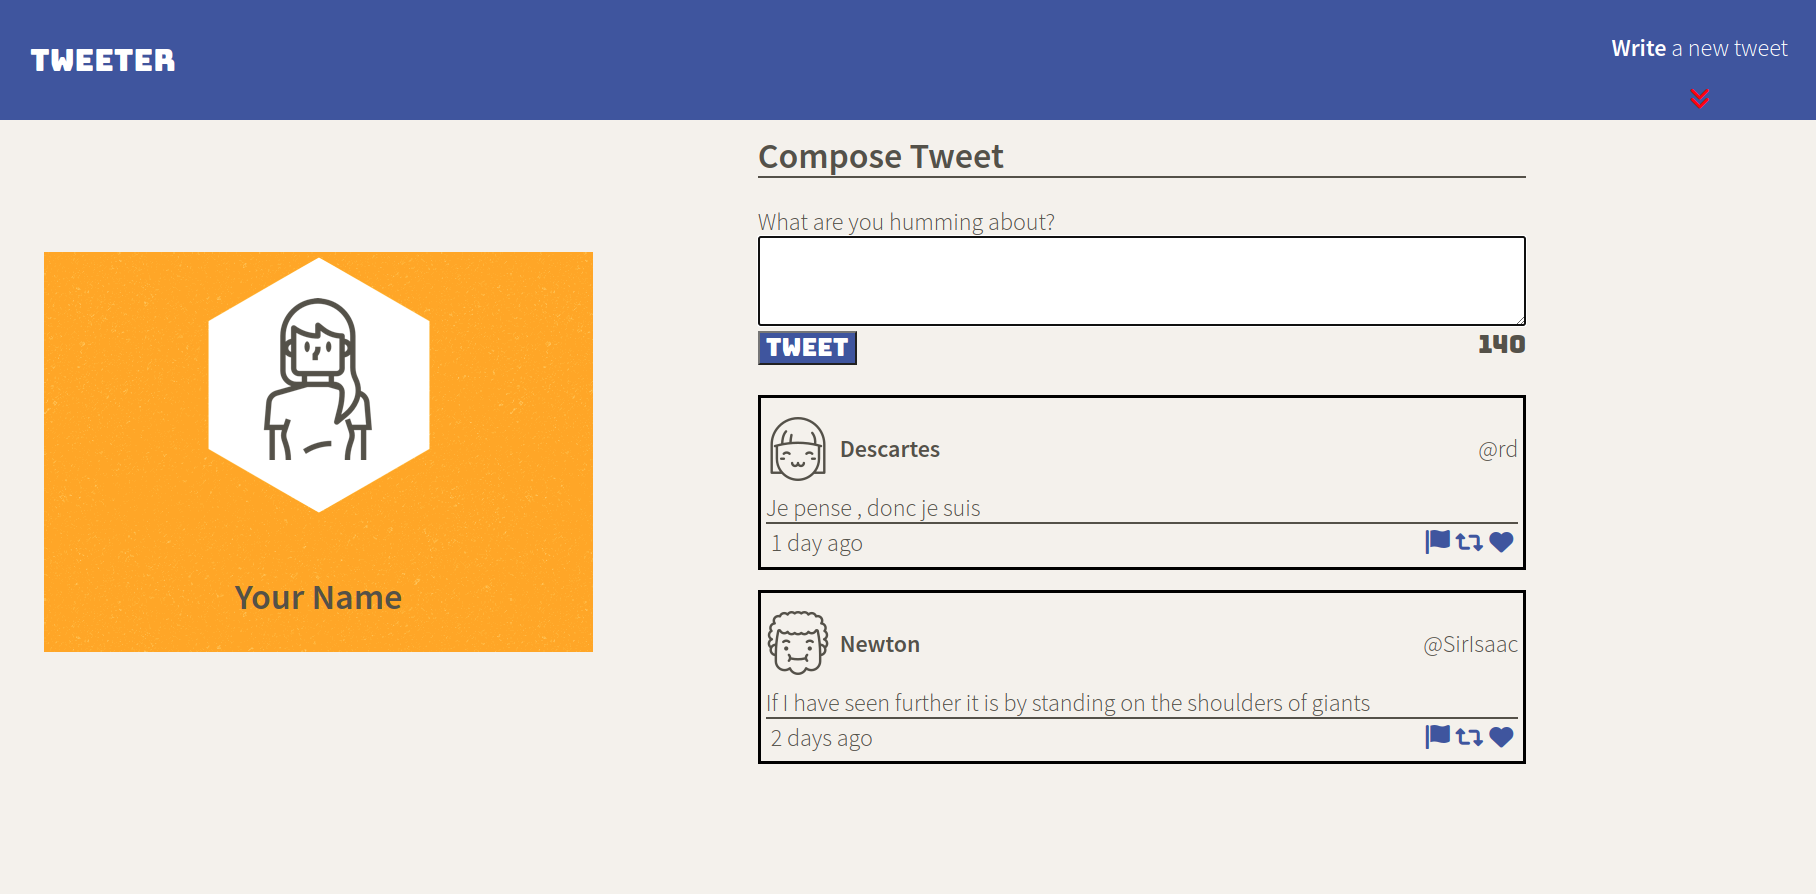 TWEETER
Write a new tweet
Compose Tweet
What are you humming about?
TWEET
140
Your Name
Descartes
@rd
Je pense , donc je suis
1 day ago
Newton
@SirIsaac
If I have seen further it is by standing on the shoulders of giants
2 days ago